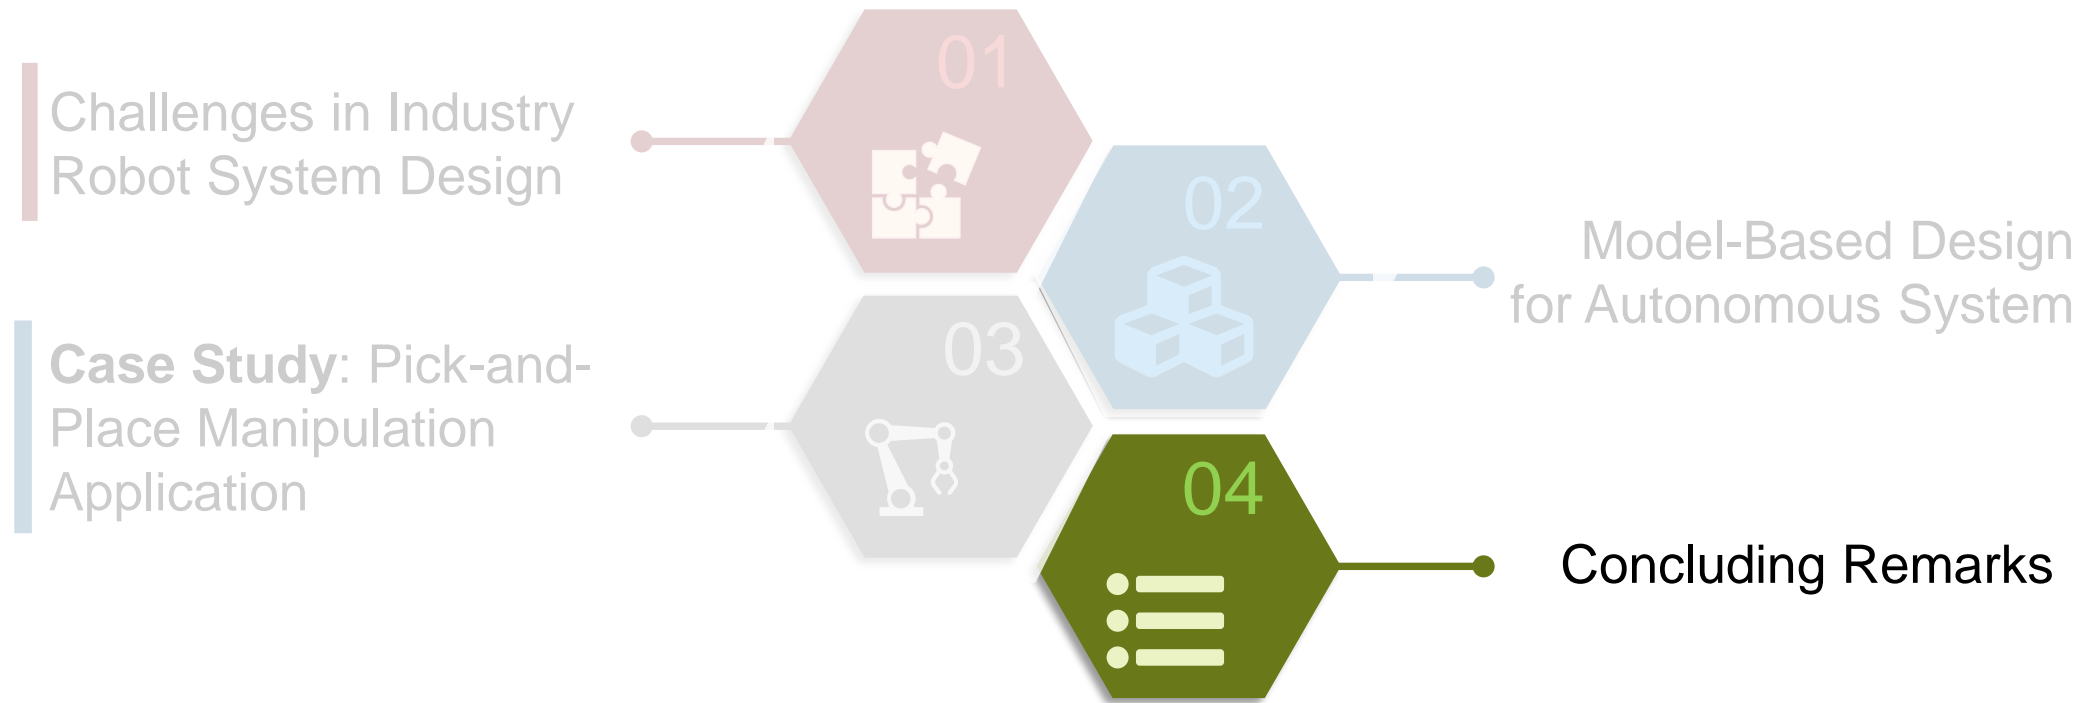 01
Challenges in Industry
Robot System Design
02
Model-Based Design
for Autonomous System
03
Case Study: Pick-and-
Place Manipulation
Application
04
Concluding Remarks